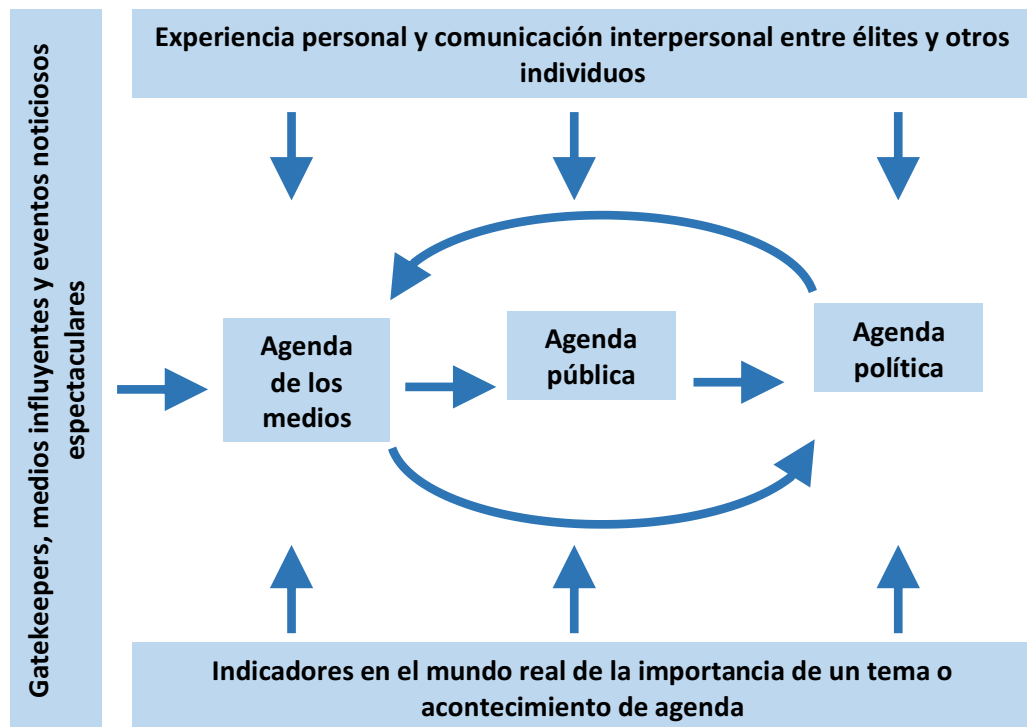 Gatekeepers, medios influyentes y eventos noticiosos
espectaculares
Experiencia personal y comunicación interpersonal entre élites y otros
individuos
Agenda
de los
medios
Agenda
pública
Agenda
política
Indicadores en el mundo real de la importancia de un tema o
acontecimiento de agenda